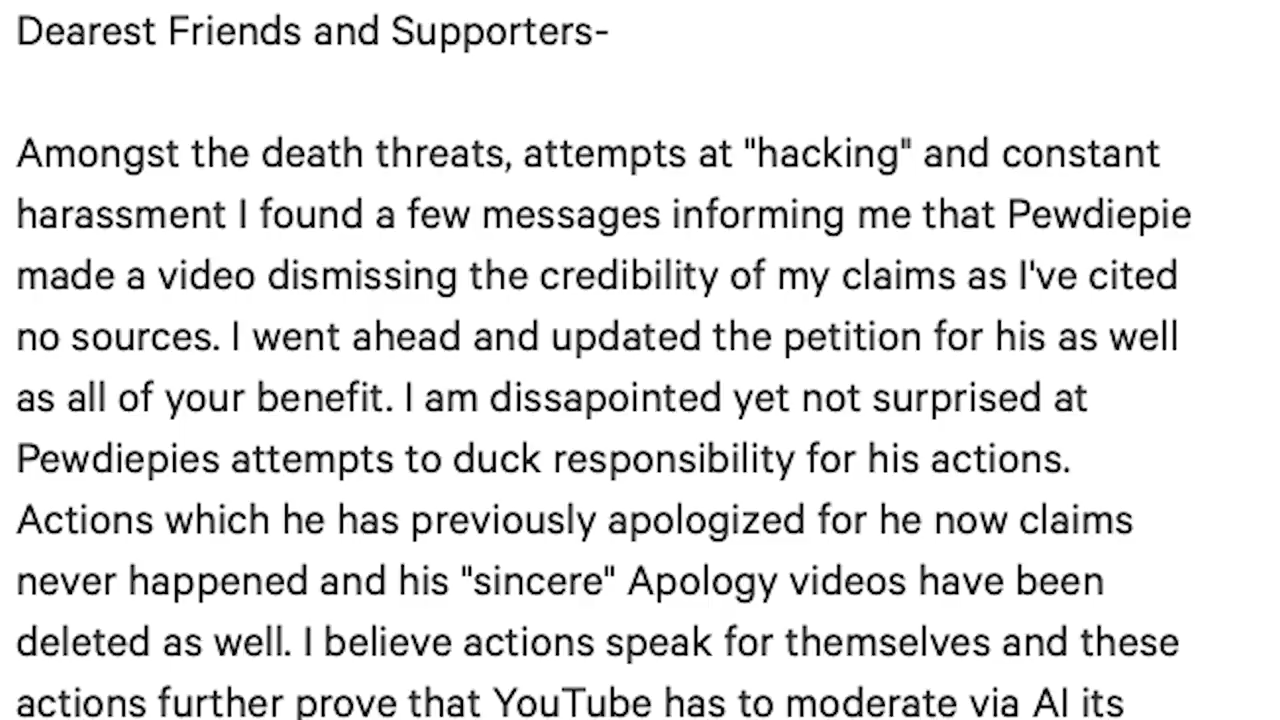 Dearest Friends and Supporters-
Amongst the death threats, attempts at "hacking" and constant
harassment I found a few messages informing me that Pewdiepie
made a video dismissing the credibility of my claims as I've cited
no sources. I went ahead and updated the petition for his as well
as all of your benefit. I am dissapointed yet not surprised at
Pewdiepies attempts to duck responsibility for his actions.
Actions which he has previously apologized for he now claims
never happened and his "sincere" Apology videos have been
deleted as well. I believe actions speak for themselves and these
actions further prove that YouTube has to moderate via AI its